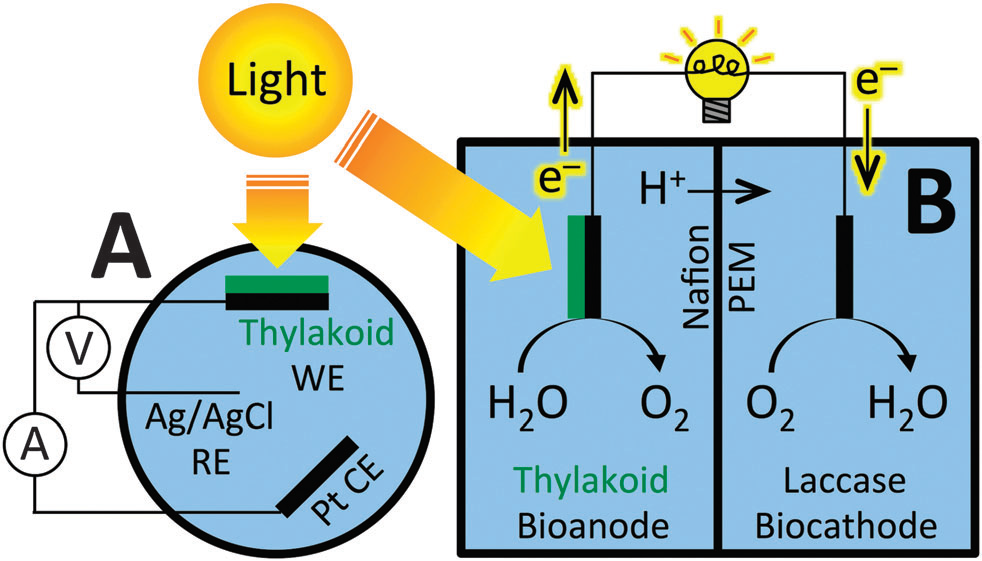 Light
A
V
A
Thylakoid
WE
Ag/AgCl
RE
Pt CE
B
e⁻
e⁻
H⁺
Nafion
PEM
H₂O
O₂
O₂
H₂O
Thylakoid
Bioanode
Laccase
Biocathode